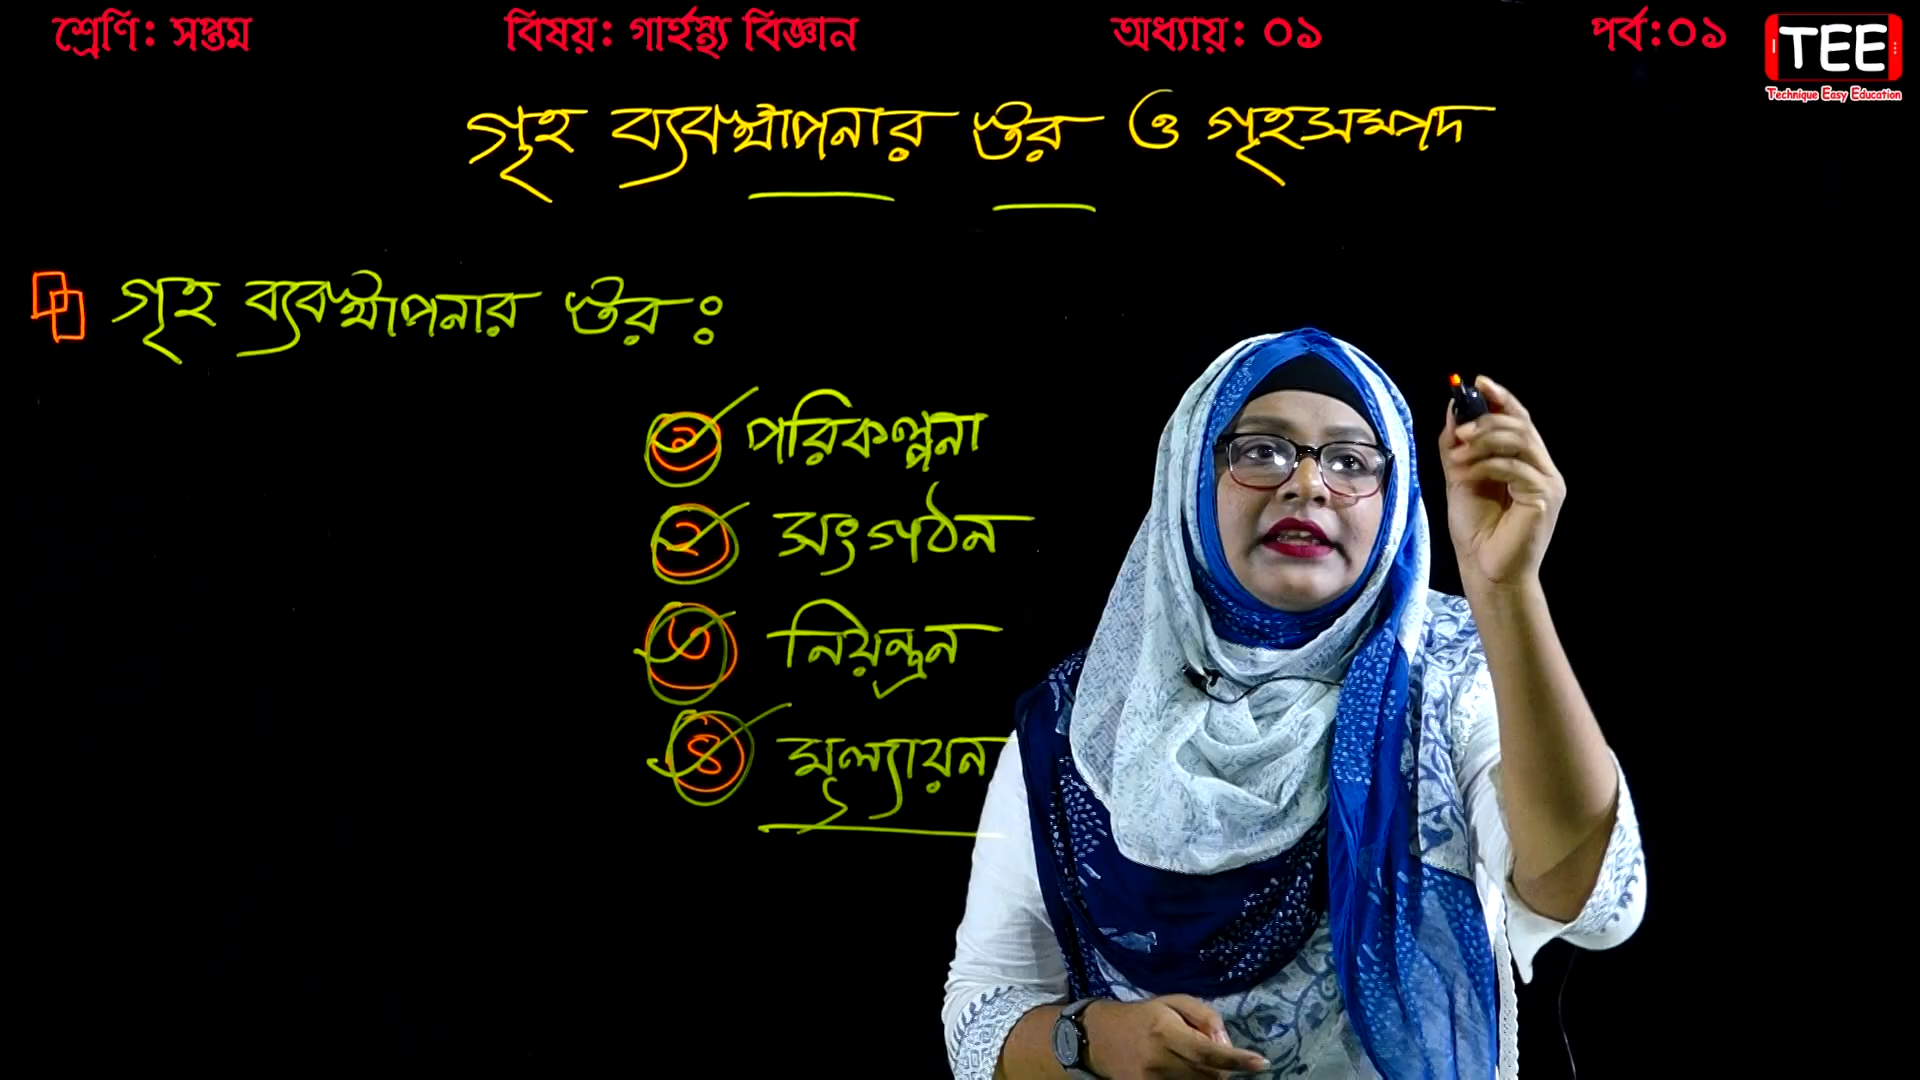 শ্রেণি: সপ্তম বিষয়: গার্হস্থ্য বিজ্ঞান অধ্যায়: ০১ পর্ব:০১
TEE
Technique Easy Education
গৃহ ব্যবস্থাপনার স্তর ও গৃহসম্পদ
গৃহ ব্যবস্থাপনার স্তর:
১ পরিকল্পনা
২ সংগঠন
৩ নিয়ন্ত্রন
৪ মূল্যায়ন